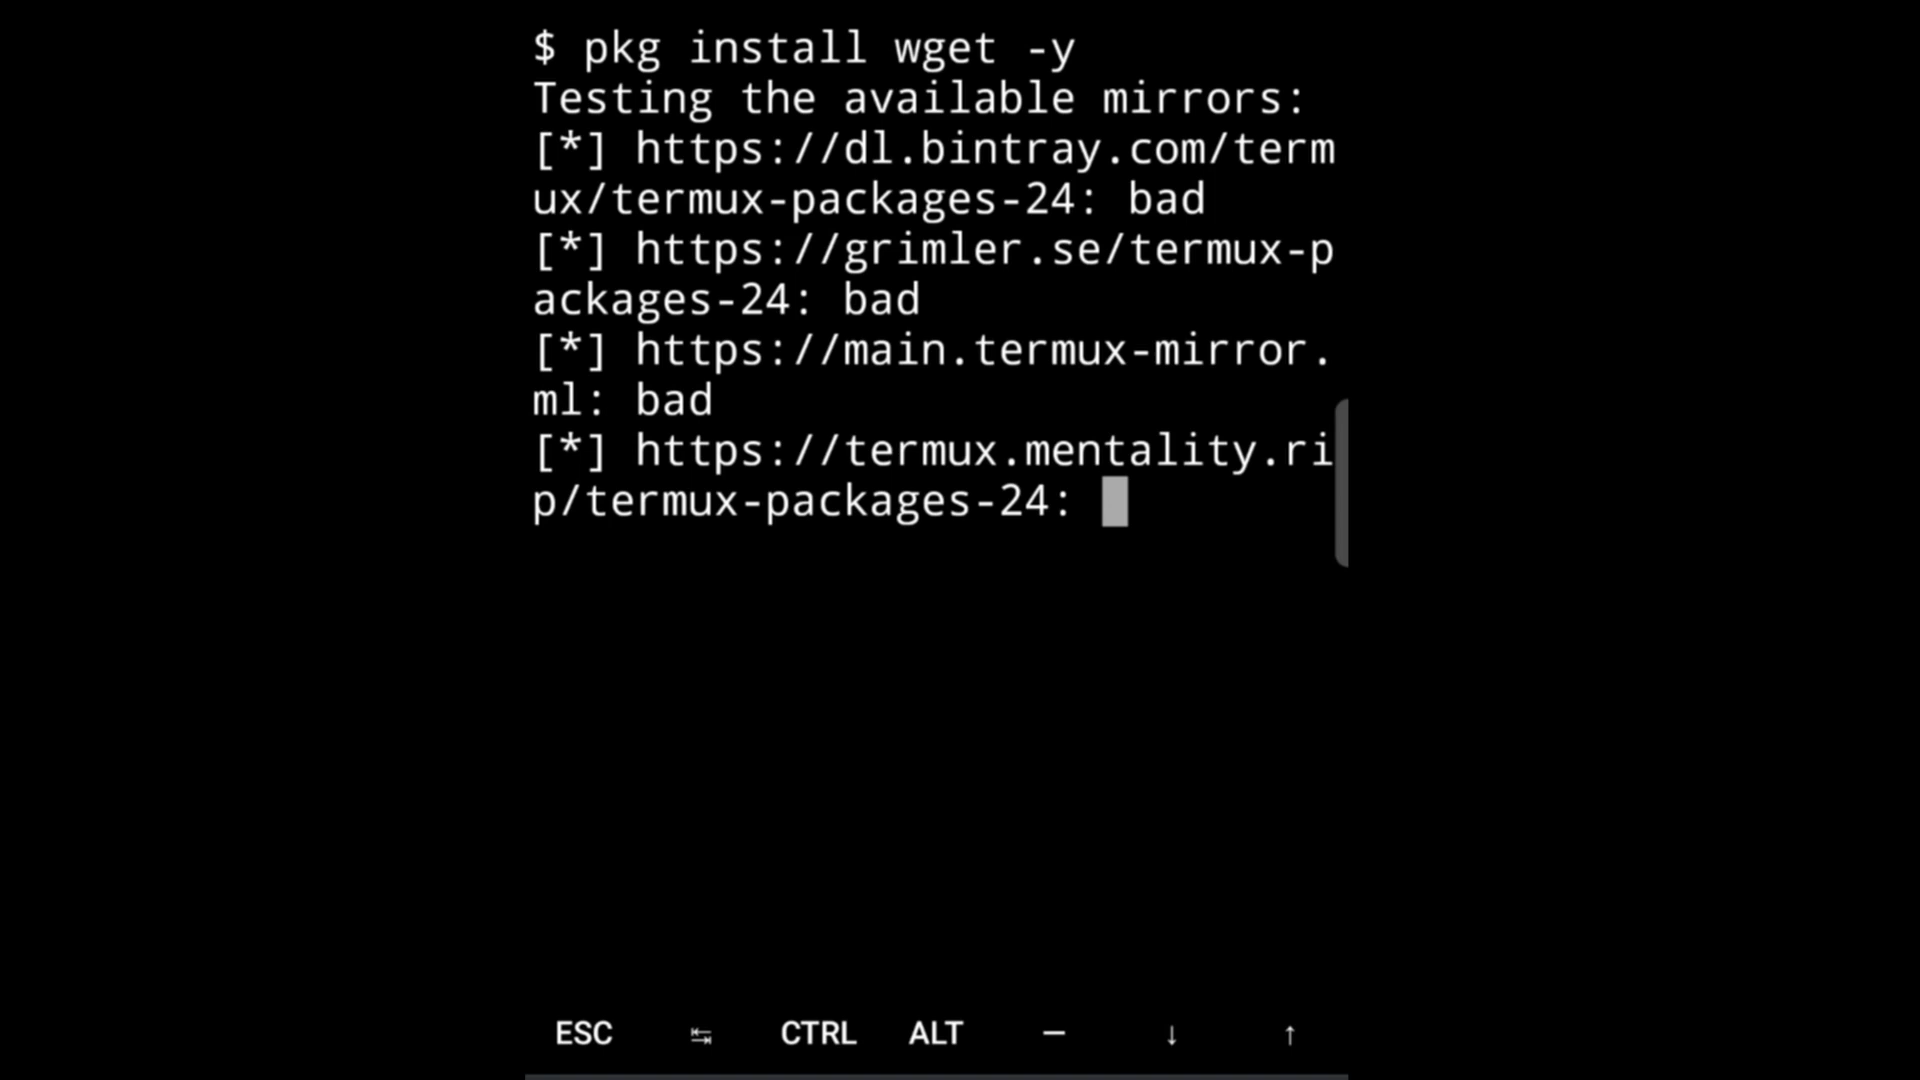 $ pkg install wget -y
Testing the available mirrors:
[*] https://dl.bintray.com/term
ux/termux-packages-24: bad
[*] https://grimler.se/termux-p
ackages-24: bad
[*] https://main.termux-mirror.
ml: bad
[*] https://termux.mentality.ri
p/termux-packages-24:
ESC ↹ CTRL ALT — ↓ ↑